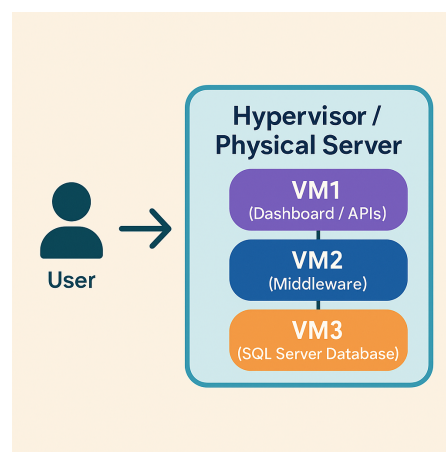 Hypervisor /
Physical Server
VM1
(Dashboard / APIs)
VM2
(Middleware)
VM3
(SQL Server Database)
User